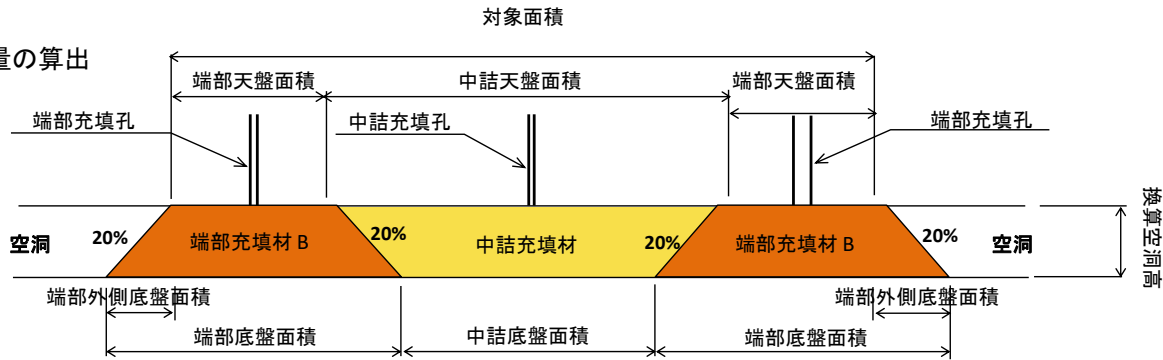 対象面積
量の算出
端部天盤面積
中詰天盤面積
端部天盤面積
端部充填孔
中詰充填孔
端部充填孔
空洞
20%
端部充填材 B
20%
中詰充填材
20%
端部充填材 B
20%
空洞
換算空洞高
端部外側底盤面積
端部外側底盤面積
端部底盤面積
中詰底盤面積
端部底盤面積